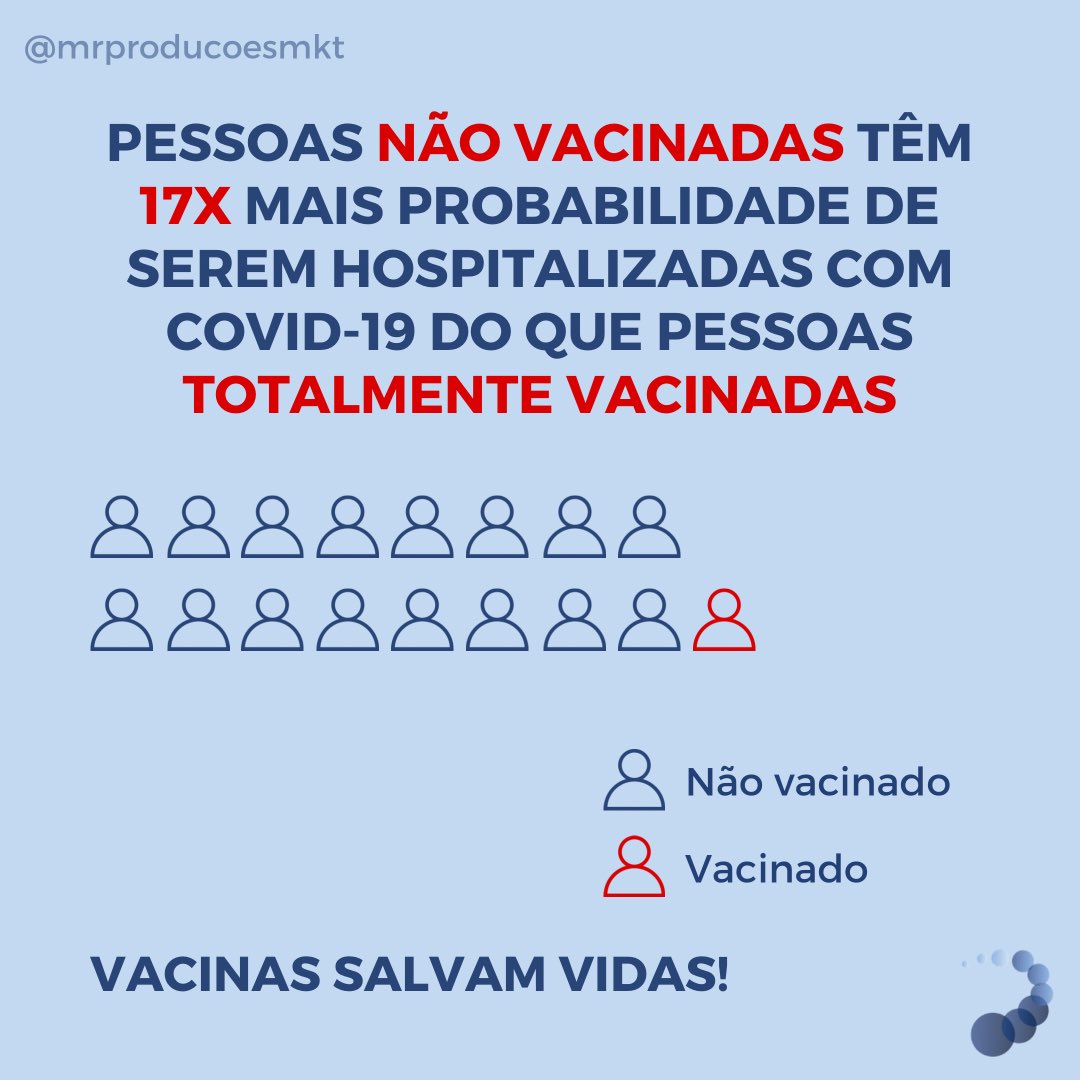 @mrproducoesmkt
PESSOAS NÃO VACINADAS TÊM
17X MAIS PROBABILIDADE DE
SEREM HOSPITALIZADAS COM
COVID-19 DO QUE PESSOAS
TOTALMENTE VACINADAS
Não vacinado
Vacinado
VACINAS SALVAM VIDAS!